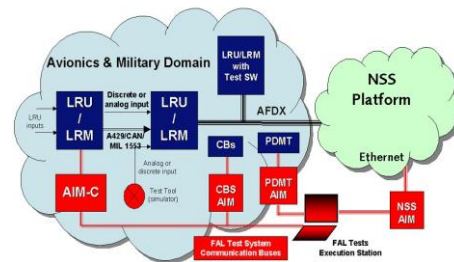 Avionics & Military Domain
LRU/LRM
with
Test SW
NSS
Platform
Discrete or
analog input
LRU
/
LRM
LRU
/
LRM
LRU
inputs
A429/CAN/
MIL 1553
AFDX
Analog or
discrete input
CBs
PDMT
Ethernet
AIM-C
Test Tool
(simulator)
CBS
AIM
PDMT
AIM
NSS
AIM
FAL Test System
Communication Buses
FAL Tests
Execution Station